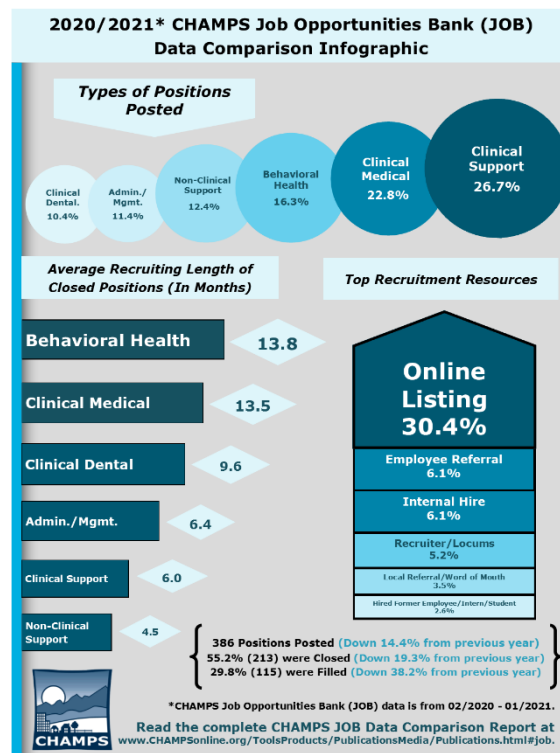 2020/2021* CHAMPS Job Opportunities Bank (JOB)
Data Comparison Infographic
Types of Positions
Posted
Clinical
Dental.
10.4%
Admin./
Mgmt.
11.4%
Non-Clinical
Support
12.4%
Behavioral
Health
16.3%
Clinical
Medical
22.8%
Clinical
Support
26.7%
Average Recruiting Length of
Closed Positions (In Months)
Behavioral Health
13.8
Clinical Medical
13.5
Clinical Dental
9.6
Admin./Mgmt.
6.4
Clinical Support
6.0
Non-Clinical
Support
4.5
Top Recruitment Resources
Online
Listing
30.4%
Employee Referral
6.1%
Internal Hire
6.1%
Recruiter/Locums
5.2%
Local Referral/Word of Mouth
3.5%
Hired Former Employee/Intern/Student
2.6%
386 Positions Posted (Down 14.4% from previous year)
55.2% (213) were Closed (Down 19.3% from previous year)
29.8% (115) were Filled (Down 38.2% from previous year)
CHAMPS
*CHAMPS Job Opportunities Bank (JOB) data is from 02/2020 - 01/2021.
Read the complete CHAMPS JOB Data Comparison Report at
www.CHAMPSonline.org/ToolsProducts/PublicationsMedia/Publications.html#job.